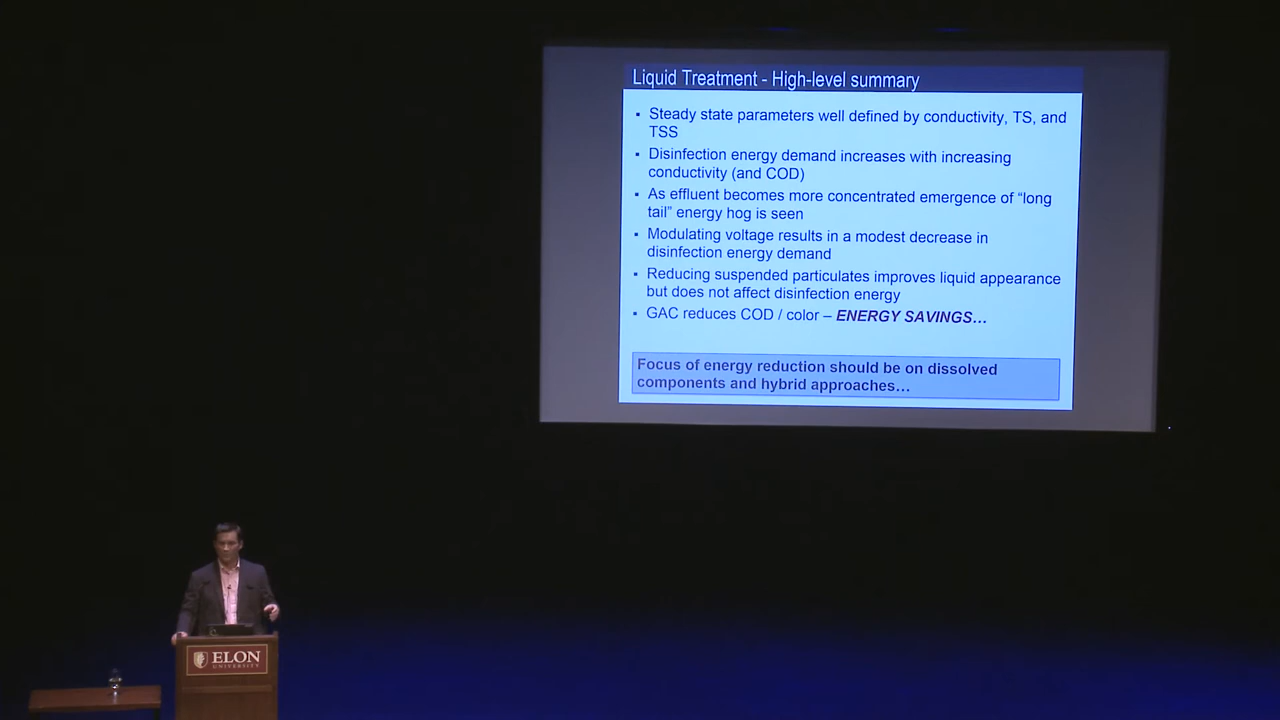 Liquid Treatment - High-level summary
▪ Steady state parameters well defined by conductivity, TS, and
TSS
▪ Disinfection energy demand increases with increasing
conductivity (and COD)
▪ As effluent becomes more concentrated emergence of “long
tail” energy hog is seen
▪ Modulating voltage results in a modest decrease in
disinfection energy demand
▪ Reducing suspended particulates improves liquid appearance
but does not affect disinfection energy
▪ GAC reduces COD / color – ENERGY SAVINGS…
Focus of energy reduction should be on dissolved
components and hybrid approaches…
ELON
UNIVERSITY